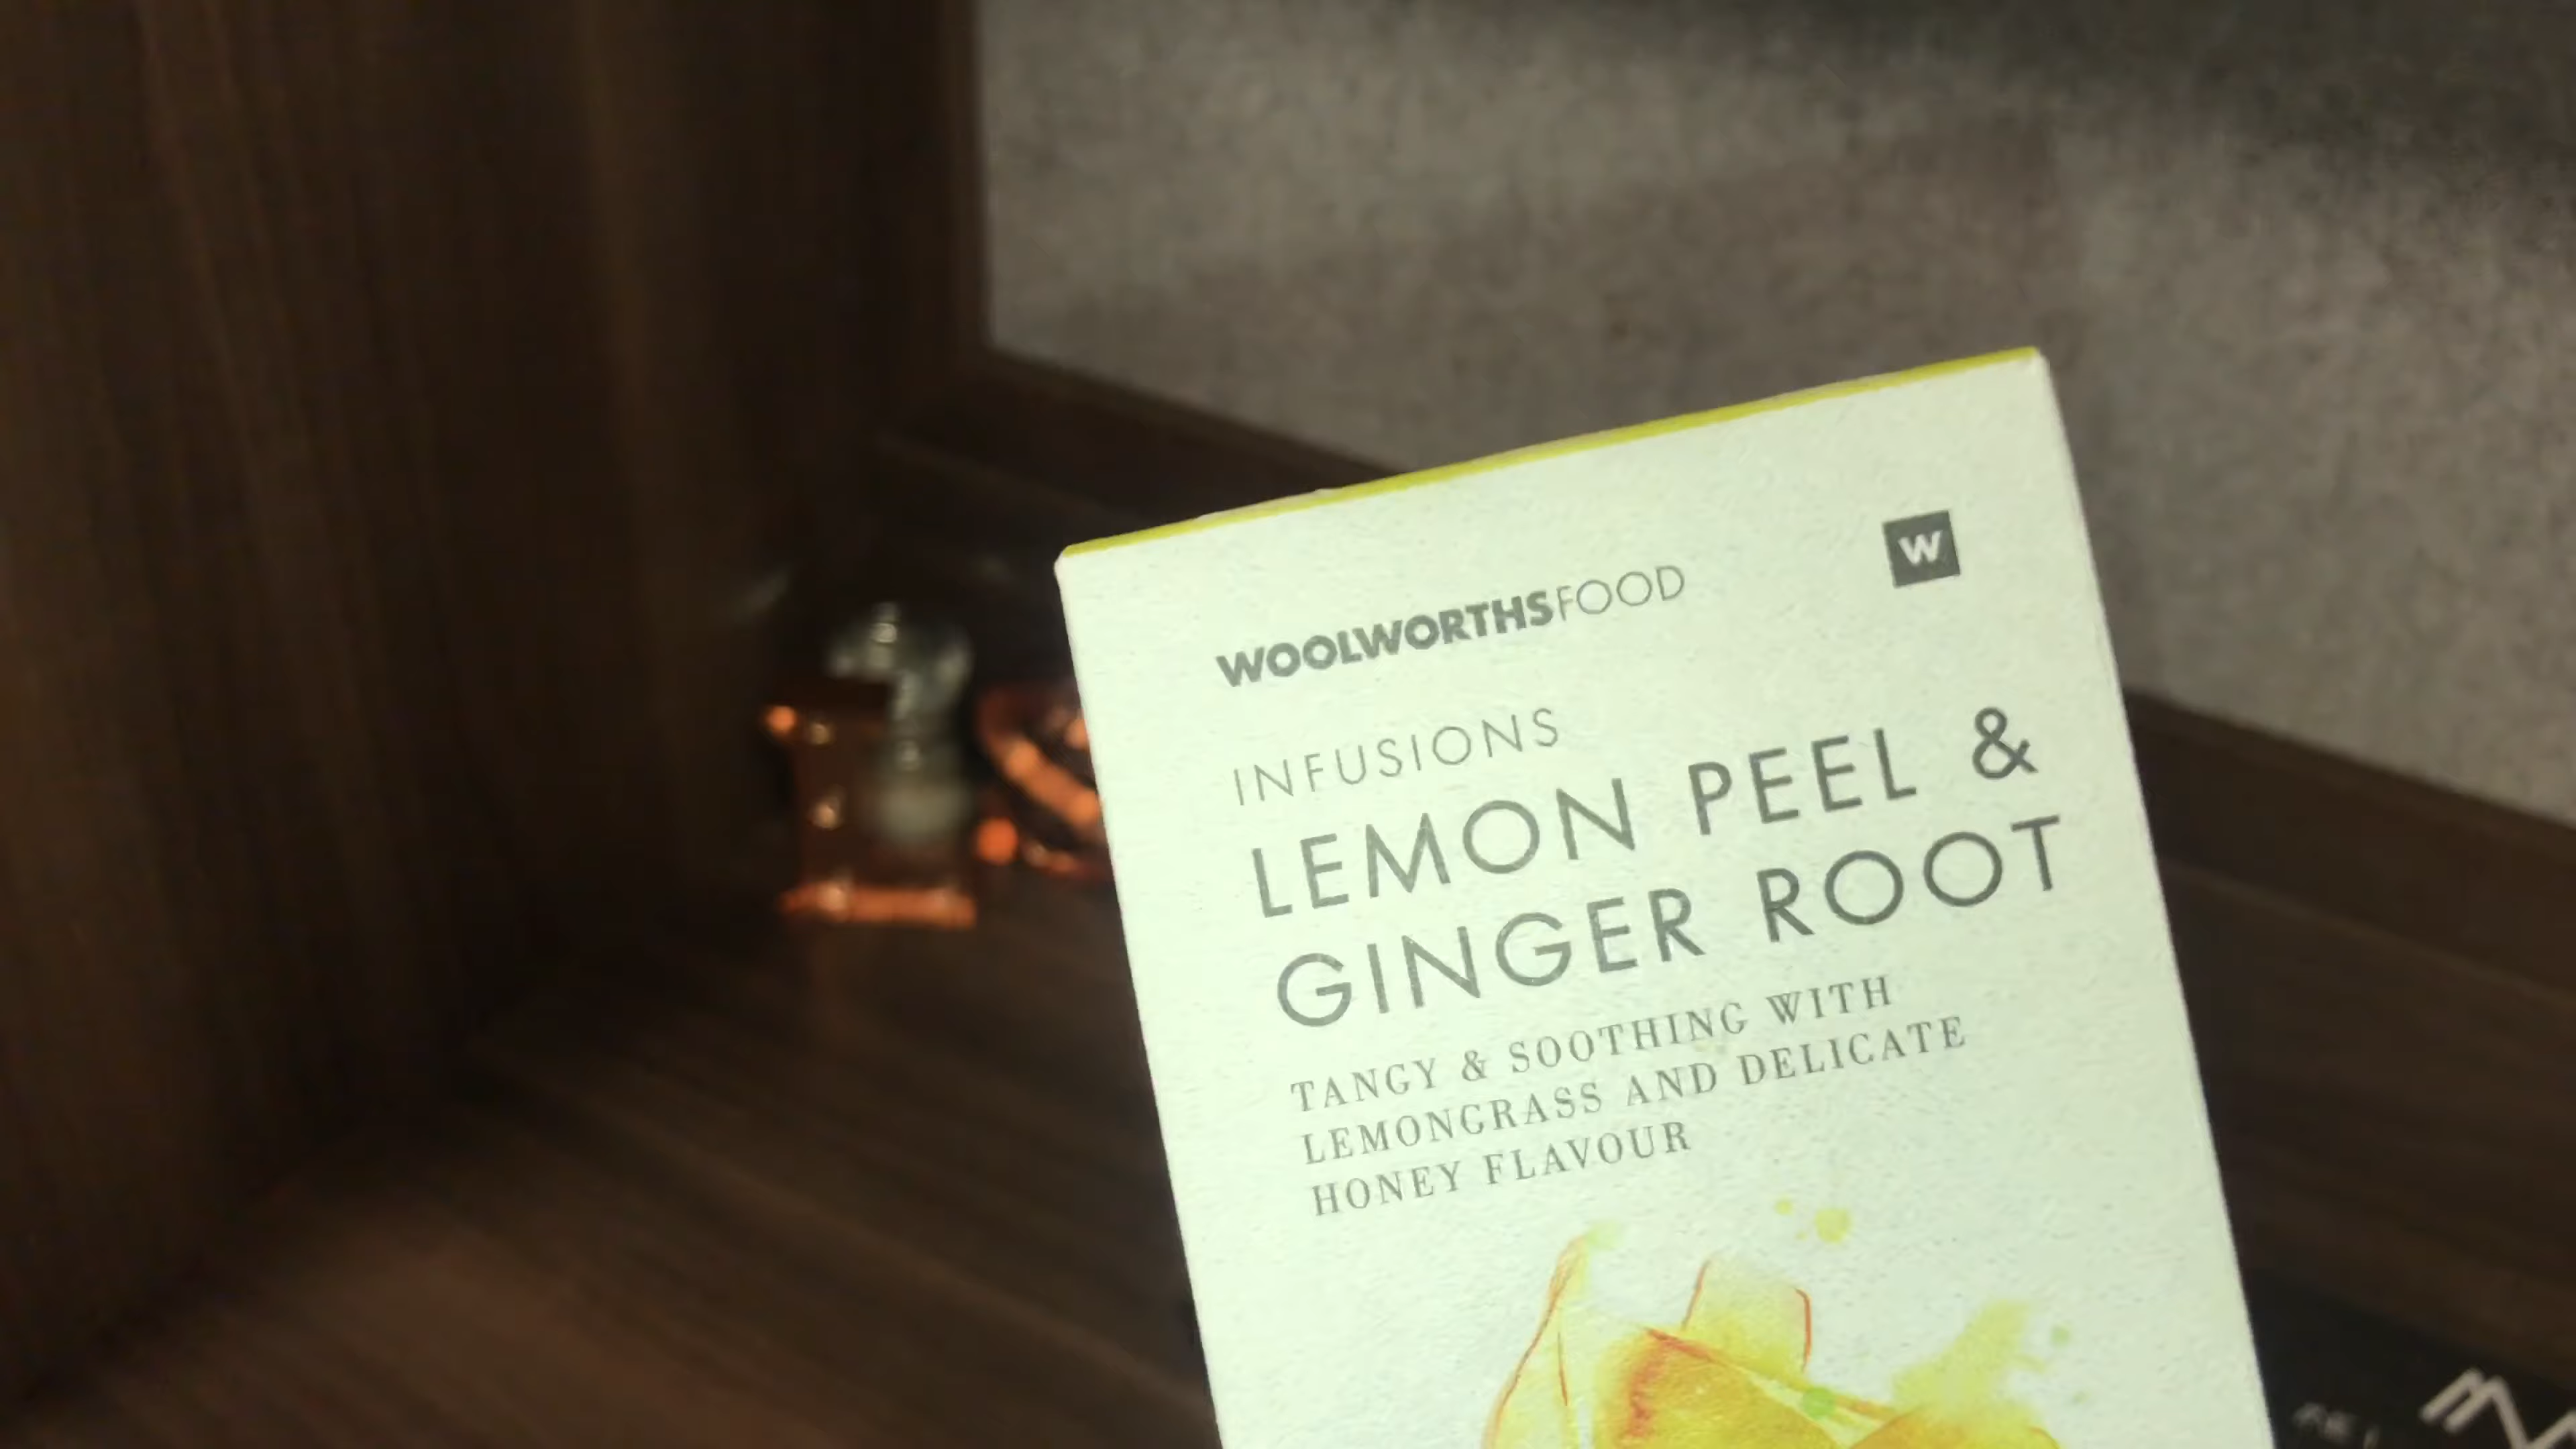 WOOLWORTHSFOOD
W
INFUSIONS
LEMON PEEL &
GINGER ROOT
TANGY & SOOTHING WITH
LEMONGRASS AND DELICATE
HONEY FLAVOUR